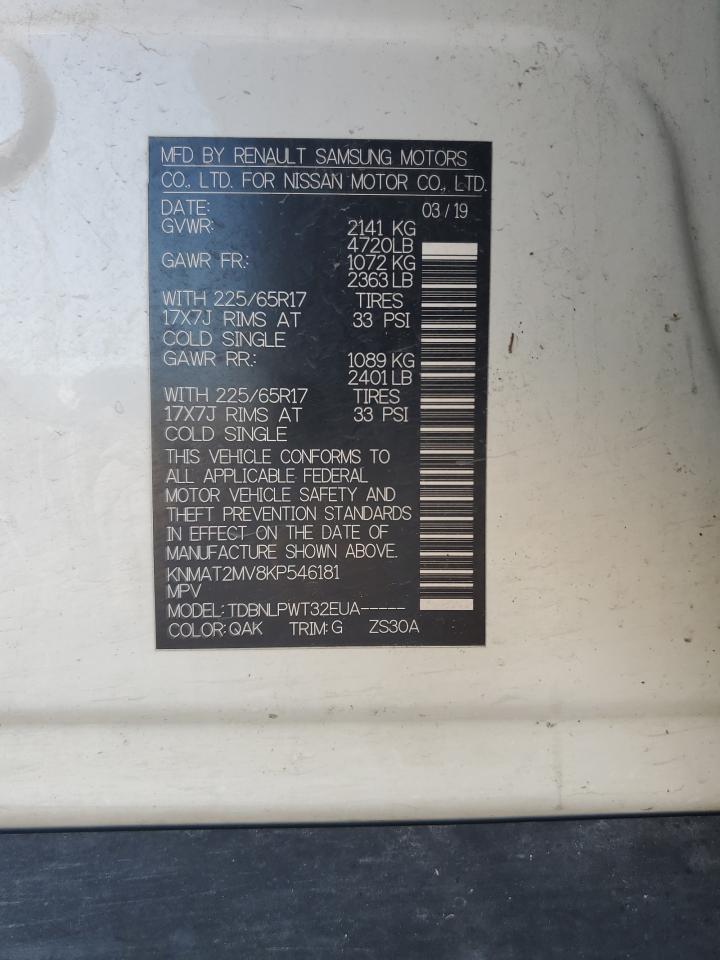 MFD BY RENAULT SAMSUNG MOTORS
CO., LTD. FOR NISSAN MOTOR CO., LTD.
DATE: 03 / 19
GVWR: 2141 KG
4720LB
GAWR FR.: 1072 KG
2363 LB
WITH 225/65R17 TIRES
17X7J RIMS AT 33 PSI
COLD SINGLE
GAWR RR.: 1089 KG
2401 LB
WITH 225/65R17 TIRES
17X7J RIMS AT 33 PSI
COLD SINGLE
THIS VEHICLE CONFORMS TO
ALL APPLICABLE FEDERAL
MOTOR VEHICLE SAFETY AND
THEFT PREVENTION STANDARDS
IN EFFECT ON THE DATE OF
MANUFACTURE SHOWN ABOVE.
KNMAT2MV8KP546181
MPV
MODEL: TDBNLPWT32EUA-----
COLOR: QAK TRIM: G ZS30A